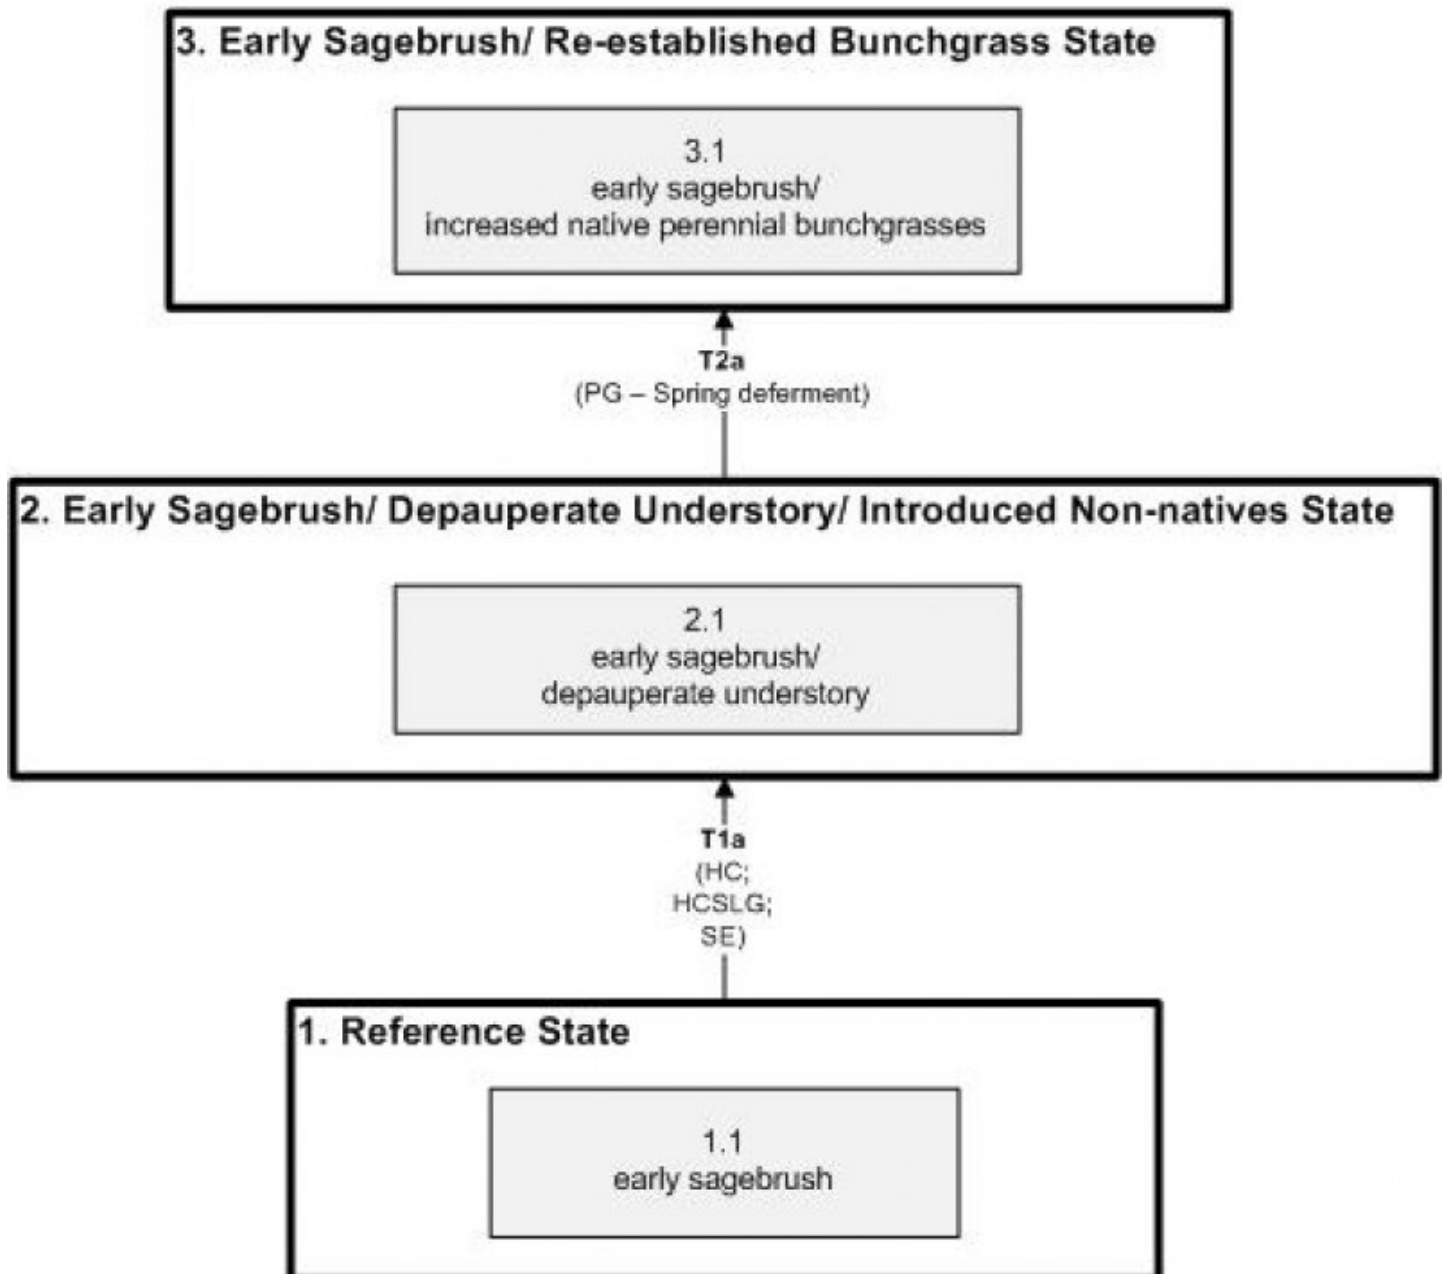 3. Early Sagebrush/ Re-established Bunchgrass State
3.1
early sagebrush/
increased native perennial bunchgrasses
T2a
(PG – Spring deferment)
2. Early Sagebrush/ Depauperate Understory/ Introduced Non-natives State
2.1
early sagebrush/
depauperate understory
T1a
(HC;
HCSLG;
SE)
1. Reference State
1.1
early sagebrush